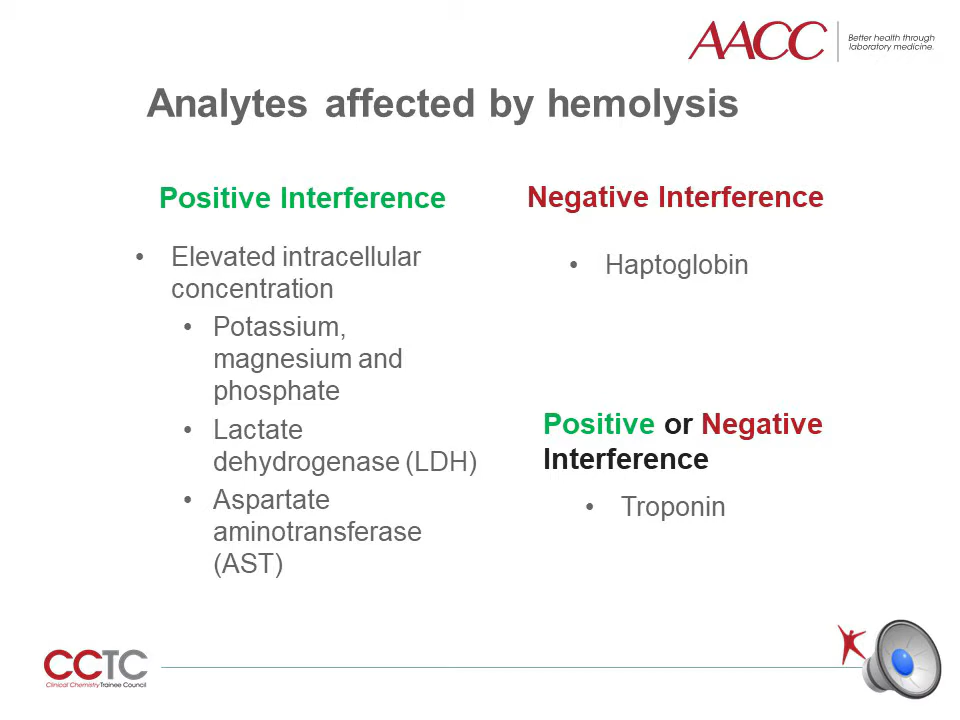 AACC
Better health through
laboratory medicine.
Analytes affected by hemolysis
Positive Interference
• Elevated intracellular
concentration
• Potassium,
magnesium and
phosphate
• Lactate
dehydrogenase (LDH)
• Aspartate
aminotransferase
(AST)
Negative Interference
• Haptoglobin
Positive or Negative
Interference
• Troponin
CCTC
Clinical Chemistry Trainee Council